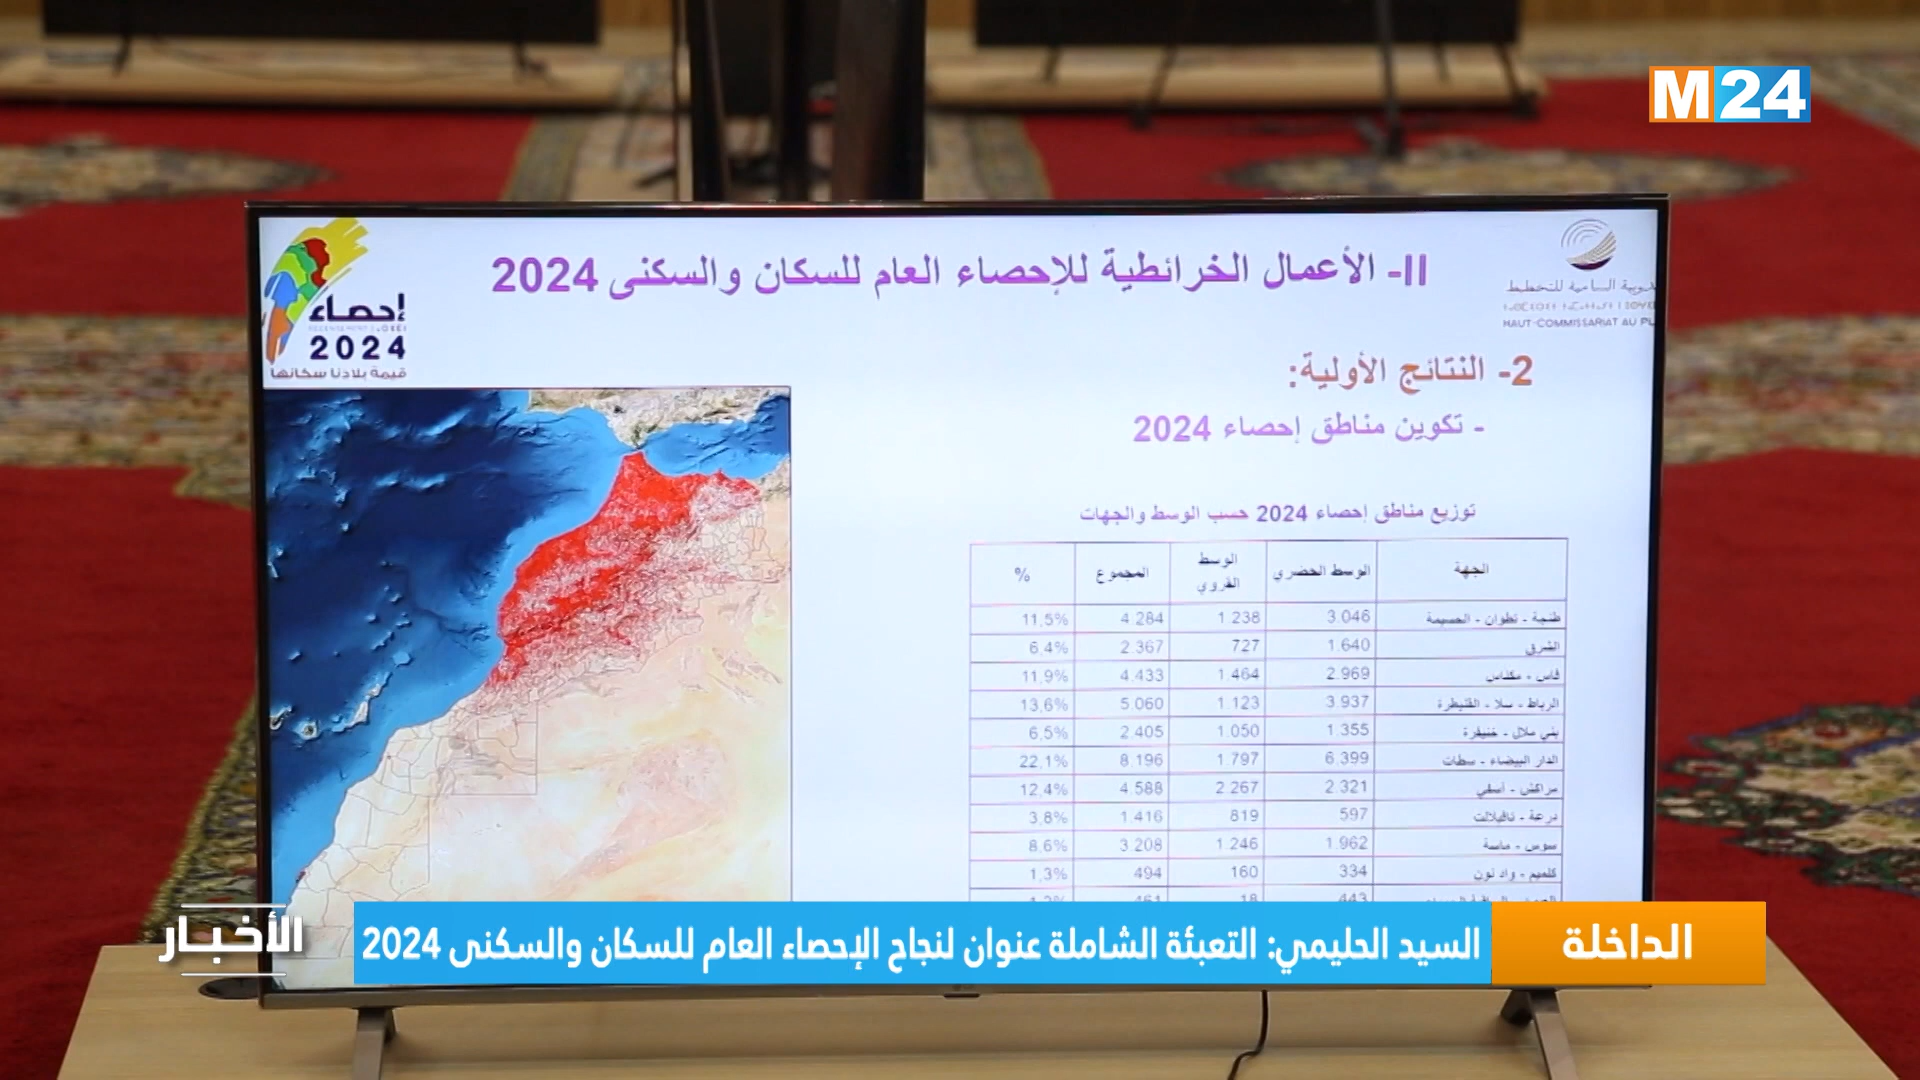 M24
II- الأعمال الخرائطية للإحصاء العام للسكان والسكنى 2024
إحصاء
2024
قيمة بلادنا سكانها
HAUT-COMMISSARIAT AU
2- النتائج الأولية:
- تكوين مناطق إحصاء 2024
توزيع مناطق إحصاء 2024 حسب الوسط والجهات
الجهة الوسط الحضري الوسط القروي المجموع %
طنجة - تطوان - الحسيمة 3.046 1.238 4.284 11,5%
الشرق 1.640 727 2.367 6,4%
فاس - مكناس 2.969 1.464 4.433 11,9%
الرباط - سلا - القنيطرة 3.937 1.123 5.060 13,6%
بني ملال - خنيفرة 1.355 1.050 2.405 6,5%
الدار البيضاء - سطات 6.399 1.797 8.196 22,1%
مراكش - أسفي 2.321 2.267 4.588 12,4%
درعة - تافيلالت 597 819 1.416 3,8%
سوس - ماسة 1.962 1.246 3.208 8,6%
كلميم - واد نون 334 160 494 1,3%
443 18 461
الداخلة
السيد الحليمي: التعبئة الشاملة عنوان لنجاح الإحصاء العام للسكان والسكنى 2024
الأخبار